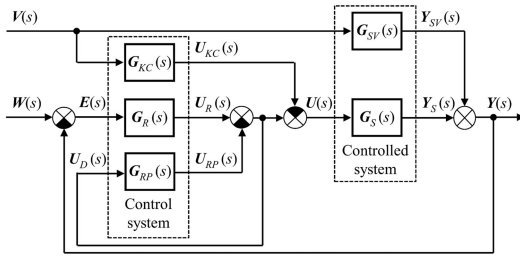 V(s)
G_SV(s)
Y_SV(s)
G_KC(s)
U_KC(s)
W(s)
E(s)
G_R(s)
U_R(s)
U(s)
G_S(s)
Y_S(s)
Y(s)
U_D(s)
G_RP(s)
U_RP(s)
Controlled
system
Control
system